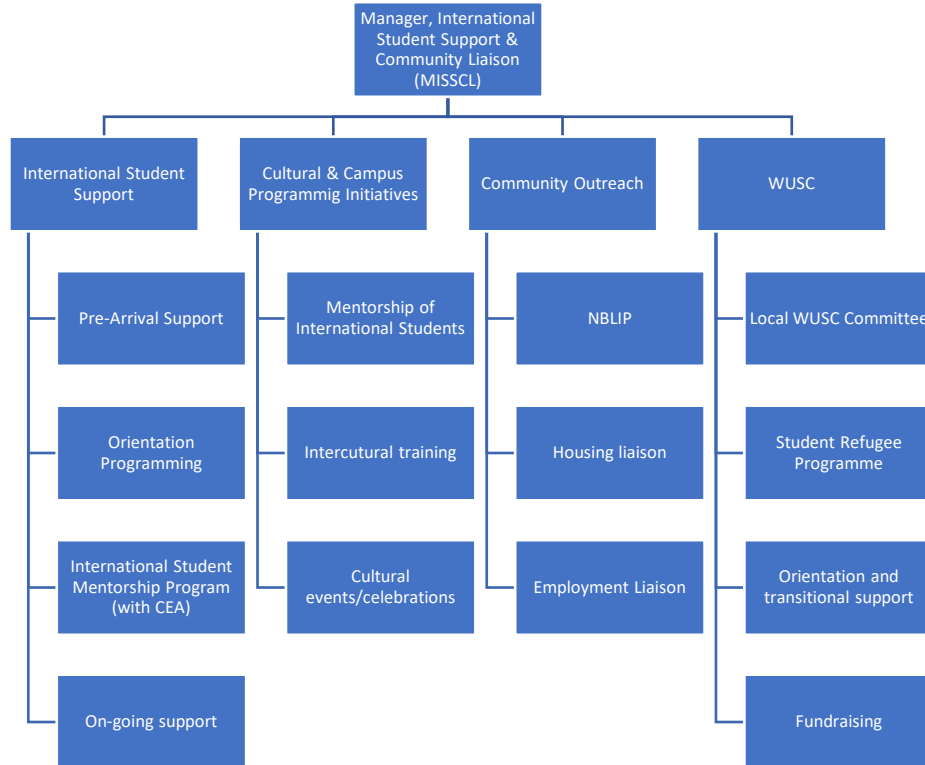 Manager, International
Student Support &
Community Liaison
(MISSCL)
International Student
Support
Cultural & Campus
Programmig Initiatives
Community Outreach
WUSC
Pre-Arrival Support
Mentorship of
International Students
NBLIP
Local WUSC Committee
Orientation
Programming
Intercutural training
Housing liaison
Student Refugee
Programme
International Student
Mentorship Program
(with CEA)
Cultural
events/celebrations
Employment Liaison
Orientation and
transitional support
On-going support
Fundraising